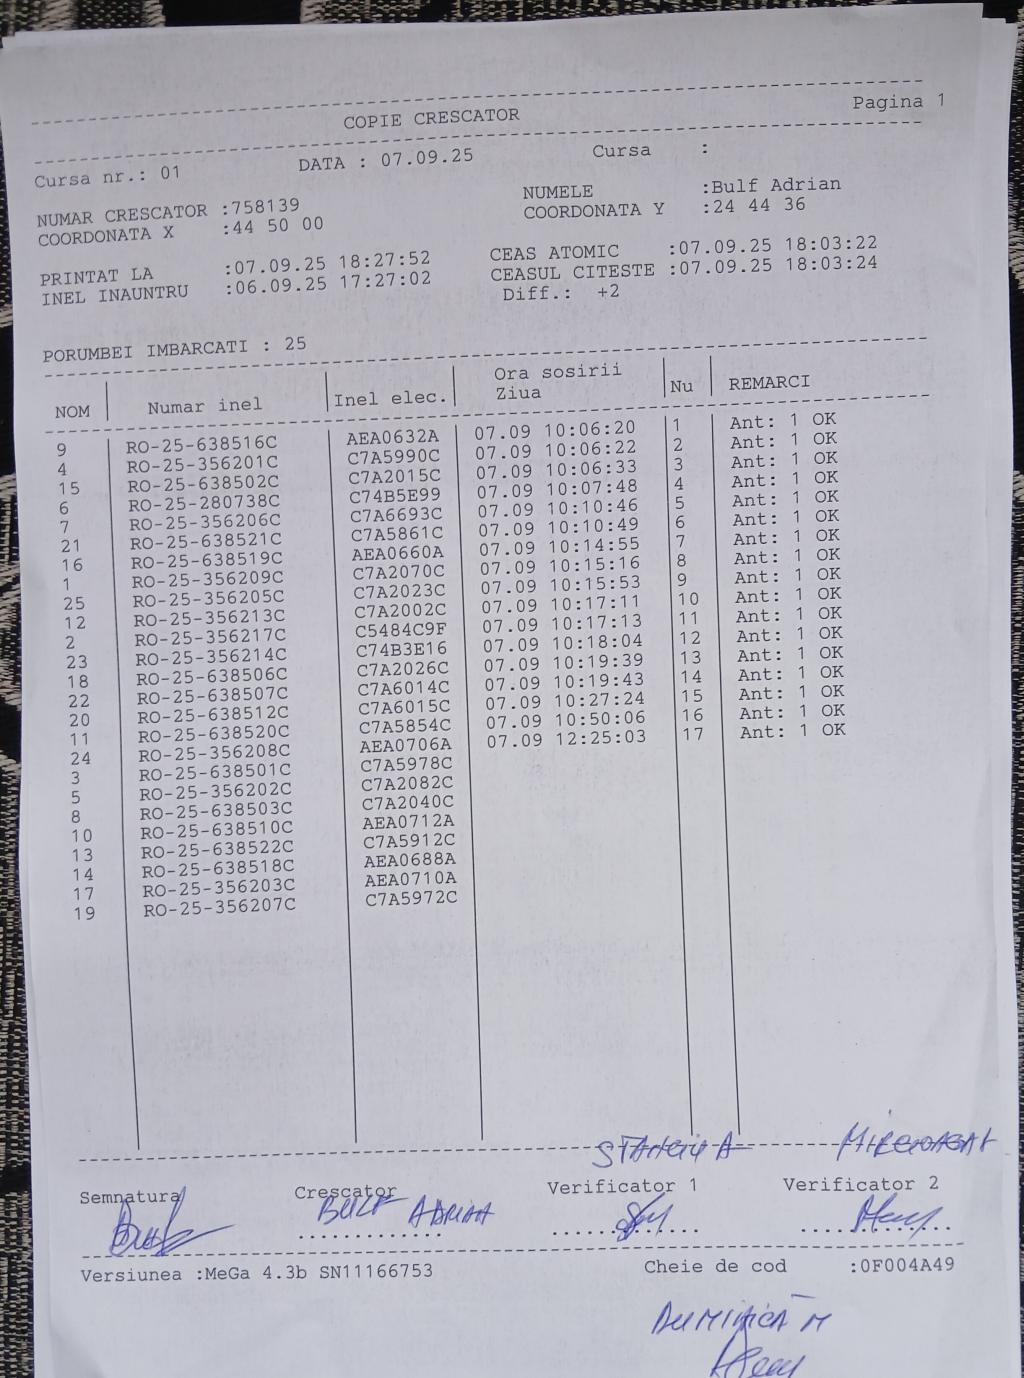 Pagina 1
COPIE CRESCATOR
Cursa nr.: 01 DATA : 07.09.25 Cursa :
NUMAR CRESCATOR :758139 NUMELE :Bulf Adrian
COORDONATA X :44 50 00 COORDONATA Y :24 44 36
PRINTAT LA :07.09.25 18:27:52 CEAS ATOMIC :07.09.25 18:03:22
INEL INAUNTRU :06.09.25 17:27:02 CEASUL CITESTE :07.09.25 18:03:24
Diff.: +2
PORUMBEI IMBARCATI : 25
NOM Numar inel Inel elec. Ora sosirii Ziua Nu REMARCI
9 RO-25-638516C AEA0632A 07.09 10:06:20 1 Ant: 1 OK
4 RO-25-356201C C7A5990C 07.09 10:06:22 2 Ant: 1 OK
15 RO-25-638502C C7A2015C 07.09 10:06:33 3 Ant: 1 OK
6 RO-25-280738C C74B5E99 07.09 10:07:48 4 Ant: 1 OK
7 RO-25-356206C C7A6693C 07.09 10:10:46 5 Ant: 1 OK
21 RO-25-638521C C7A5861C 07.09 10:10:49 6 Ant: 1 OK
16 RO-25-638519C AEA0660A 07.09 10:14:55 7 Ant: 1 OK
1 RO-25-356209C C7A2070C 07.09 10:15:16 8 Ant: 1 OK
25 RO-25-356205C C7A2023C 07.09 10:15:53 9 Ant: 1 OK
12 RO-25-356213C C7A2002C 07.09 10:17:11 10 Ant: 1 OK
2 RO-25-356217C C5484C9F 07.09 10:17:13 11 Ant: 1 OK
23 RO-25-356214C C74B3E16 07.09 10:18:04 12 Ant: 1 OK
18 RO-25-638506C C7A2026C 07.09 10:19:39 13 Ant: 1 OK
22 RO-25-638507C C7A6014C 07.09 10:19:43 14 Ant: 1 OK
20 RO-25-638512C C7A6015C 07.09 10:27:24 15 Ant: 1 OK
11 RO-25-638520C C7A5854C 07.09 10:50:06 16 Ant: 1 OK
24 RO-25-356208C AEA0706A 07.09 12:25:03 17 Ant: 1 OK
3 RO-25-638501C C7A5978C
5 RO-25-356202C C7A2082C
8 RO-25-638503C C7A2040C
10 RO-25-638510C AEA0712A
13 RO-25-638522C C7A5912C
14 RO-25-638518C AEA0688A
17 RO-25-356203C AEA0710A
19 RO-25-356207C C7A5972C
STANCIU A
Semnatura Crescator Verificator 1 Verificator 2
BULF ADRIAN
Versiunea :MeGa 4.3b SN11166753 Cheie de cod :0F004A49
DUMITRICA M